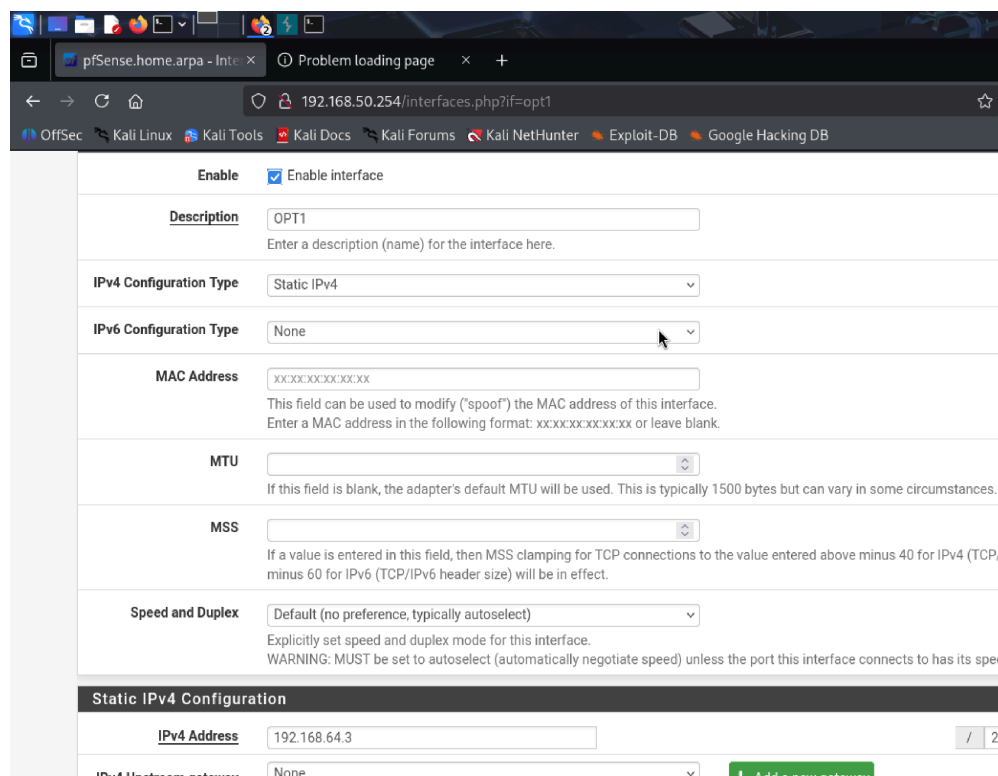 2
pfSense.home.arpa - Inte
Problem loading page
192.168.50.254/interfaces.php?if=opt1
OffSec
Kali Linux
Kali Tools
Kali Docs
Kali Forums
Kali NetHunter
Exploit-DB
Google Hacking DB
Enable
Enable interface
Description
OPT1
Enter a description (name) for the interface here.
IPv4 Configuration Type
Static IPv4
IPv6 Configuration Type
None
MAC Address
xx:xx:xx:xx:xx:xx
This field can be used to modify ("spoof") the MAC address of this interface.
Enter a MAC address in the following format: xx:xx:xx:xx:xx:xx or leave blank.
MTU
If this field is blank, the adapter's default MTU will be used. This is typically 1500 bytes but can vary in some circumstances.
MSS
If a value is entered in this field, then MSS clamping for TCP connections to the value entered above minus 40 for IPv4 (TCP/
minus 60 for IPv6 (TCP/IPv6 header size) will be in effect.
Speed and Duplex
Default (no preference, typically autoselect)
Explicitly set speed and duplex mode for this interface.
WARNING: MUST be set to autoselect (automatically negotiate speed) unless the port this interface connects to has its spe
Static IPv4 Configuration
IPv4 Address
192.168.64.3
/ 2
IPv4 Upstream gateway
None
Add a new gateway